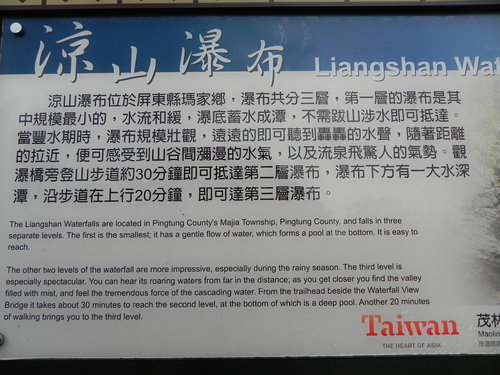 涼山瀑布 Liangshan Wat
涼山瀑布位於屏東縣瑪家鄉，瀑布共分三層，第一層的瀑布是其
中規模最小的，水流和緩，瀑底蓄水成潭，不需跋山涉水即可抵達。
當豐水期時，瀑布規模壯觀，遠遠的即可聽到轟轟的水聲，隨著距離
的拉近，便可感受到山谷間瀰漫的水氣，以及流泉飛驚人的氣勢。觀
瀑橋旁登山步道約30分鐘即可抵達第二層瀑布，瀑布下方有一大水深
潭，沿步道在上行20分鐘，即可達第三層瀑布。
The Liangshan Waterfalls are located in Pingtung County's Majia Township, Pingtung County, and falls in three
separate levels. The first is the smallest; it has a gentle flow of water, which forms a pool at the bottom. It is easy to
reach.
The other two levels of the waterfall are more impressive, especially during the rainy season. The third level is
especially spectacular. You can hear its roaring waters from far in the distance; as you get closer you find the valley
filled with mist, and feel the tremendous force of the cascading water. From the trailhead beside the Waterfall View
Bridge it takes about 30 minutes to reach the second level, at the bottom of which is a deep pool. Another 20 minutes
of walking brings you to the third level.
Taiwan
THE HEART OF ASIA
茂林
Maolin